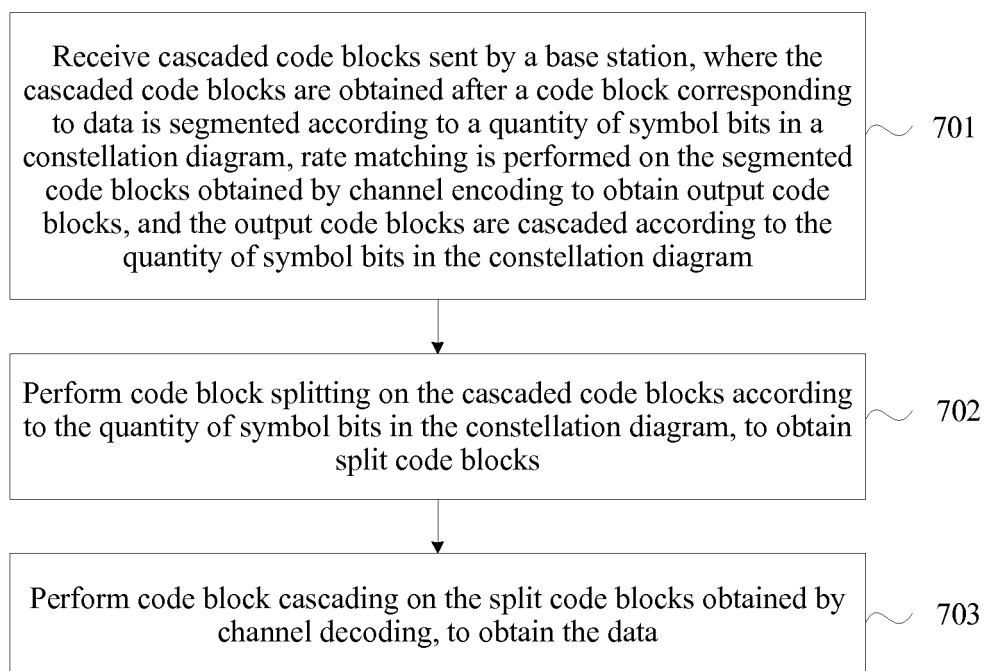 Receive cascaded code blocks sent by a base station, where the
cascaded code blocks are obtained after a code block corresponding
to data is segmented according to a quantity of symbol bits in a
constellation diagram, rate matching is performed on the segmented
code blocks obtained by channel encoding to obtain output code
blocks, and the output code blocks are cascaded according to the
quantity of symbol bits in the constellation diagram
701
Perform code block splitting on the cascaded code blocks according
to the quantity of symbol bits in the constellation diagram, to obtain
split code blocks
702
Perform code block cascading on the split code blocks obtained by
channel decoding, to obtain the data
703